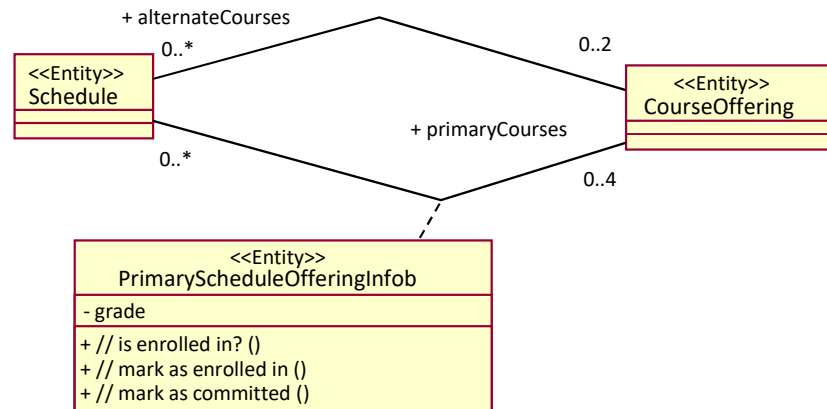 + alternateCourses
0..*
0..2
<<Entity>>
Schedule
<<Entity>>
CourseOffering
+ primaryCourses
0..*
0..4
<<Entity>>
PrimaryScheduleOfferingInfob
- grade
+ // is enrolled in? ()
+ // mark as enrolled in ()
+ // mark as committed ()